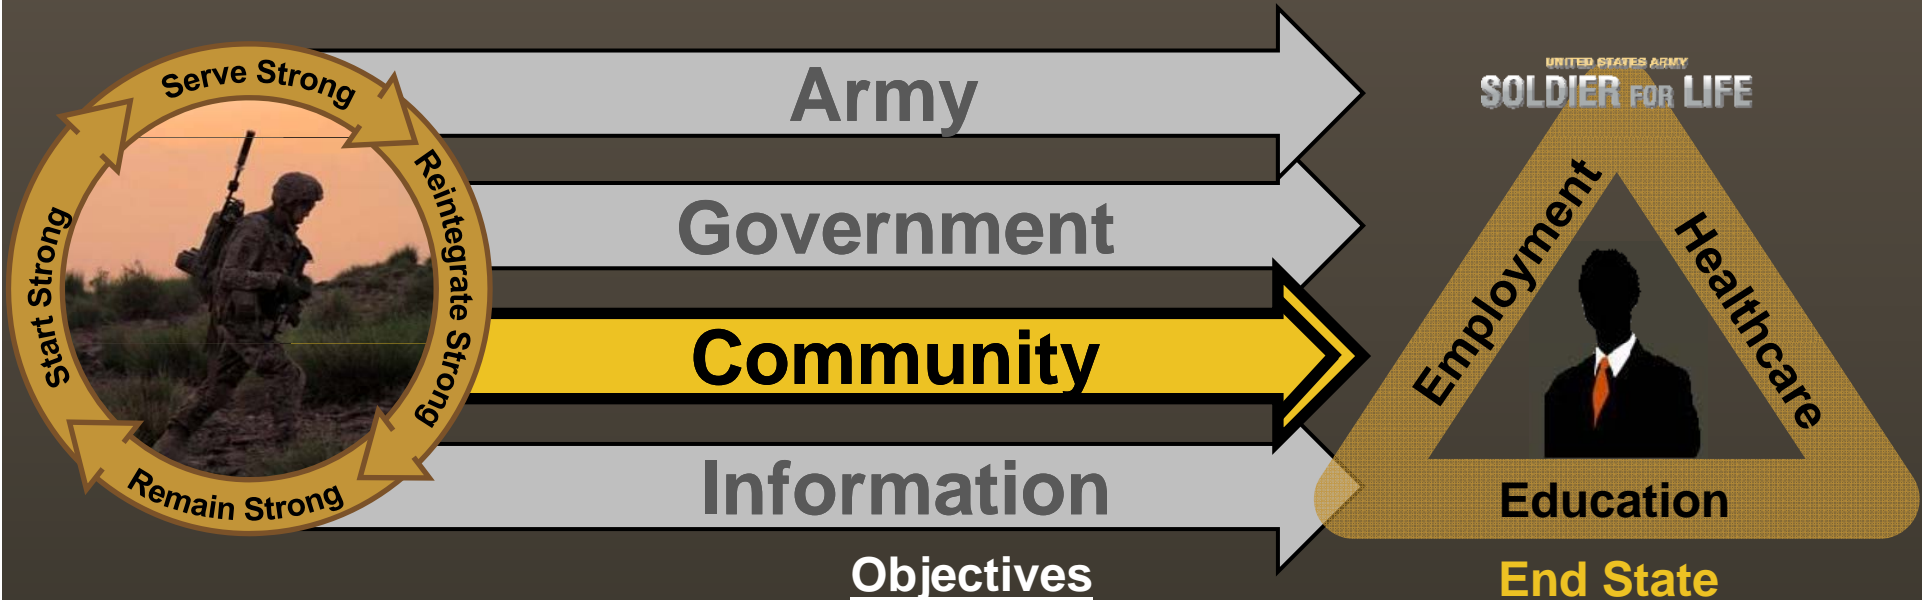 Serve Strong
Reintegrate Strong
Remain Strong
Start Strong
Army
Government
Community
Information
Objectives
UNITED STATES ARMY
SOLDIER FOR LIFE
Employment
Healthcare
Education
End State